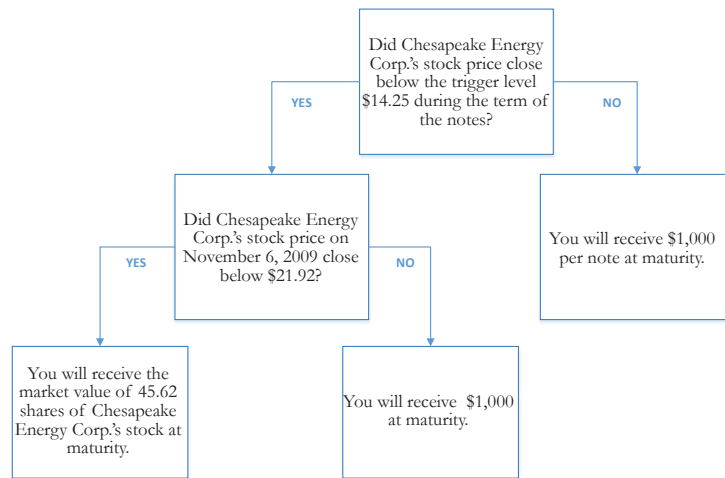 Did Chesapeake Energy
Corp.'s stock price close
below the trigger level
$14.25 during the term of
the notes?
YES
NO
Did Chesapeake Energy
Corp.'s stock price on
November 6, 2009 close
below $21.92?
You will receive $1,000
per note at maturity.
YES
NO
You will receive the
market value of 45.62
shares of Chesapeake
Energy Corp.'s stock at
maturity.
You will receive $1,000
at maturity.